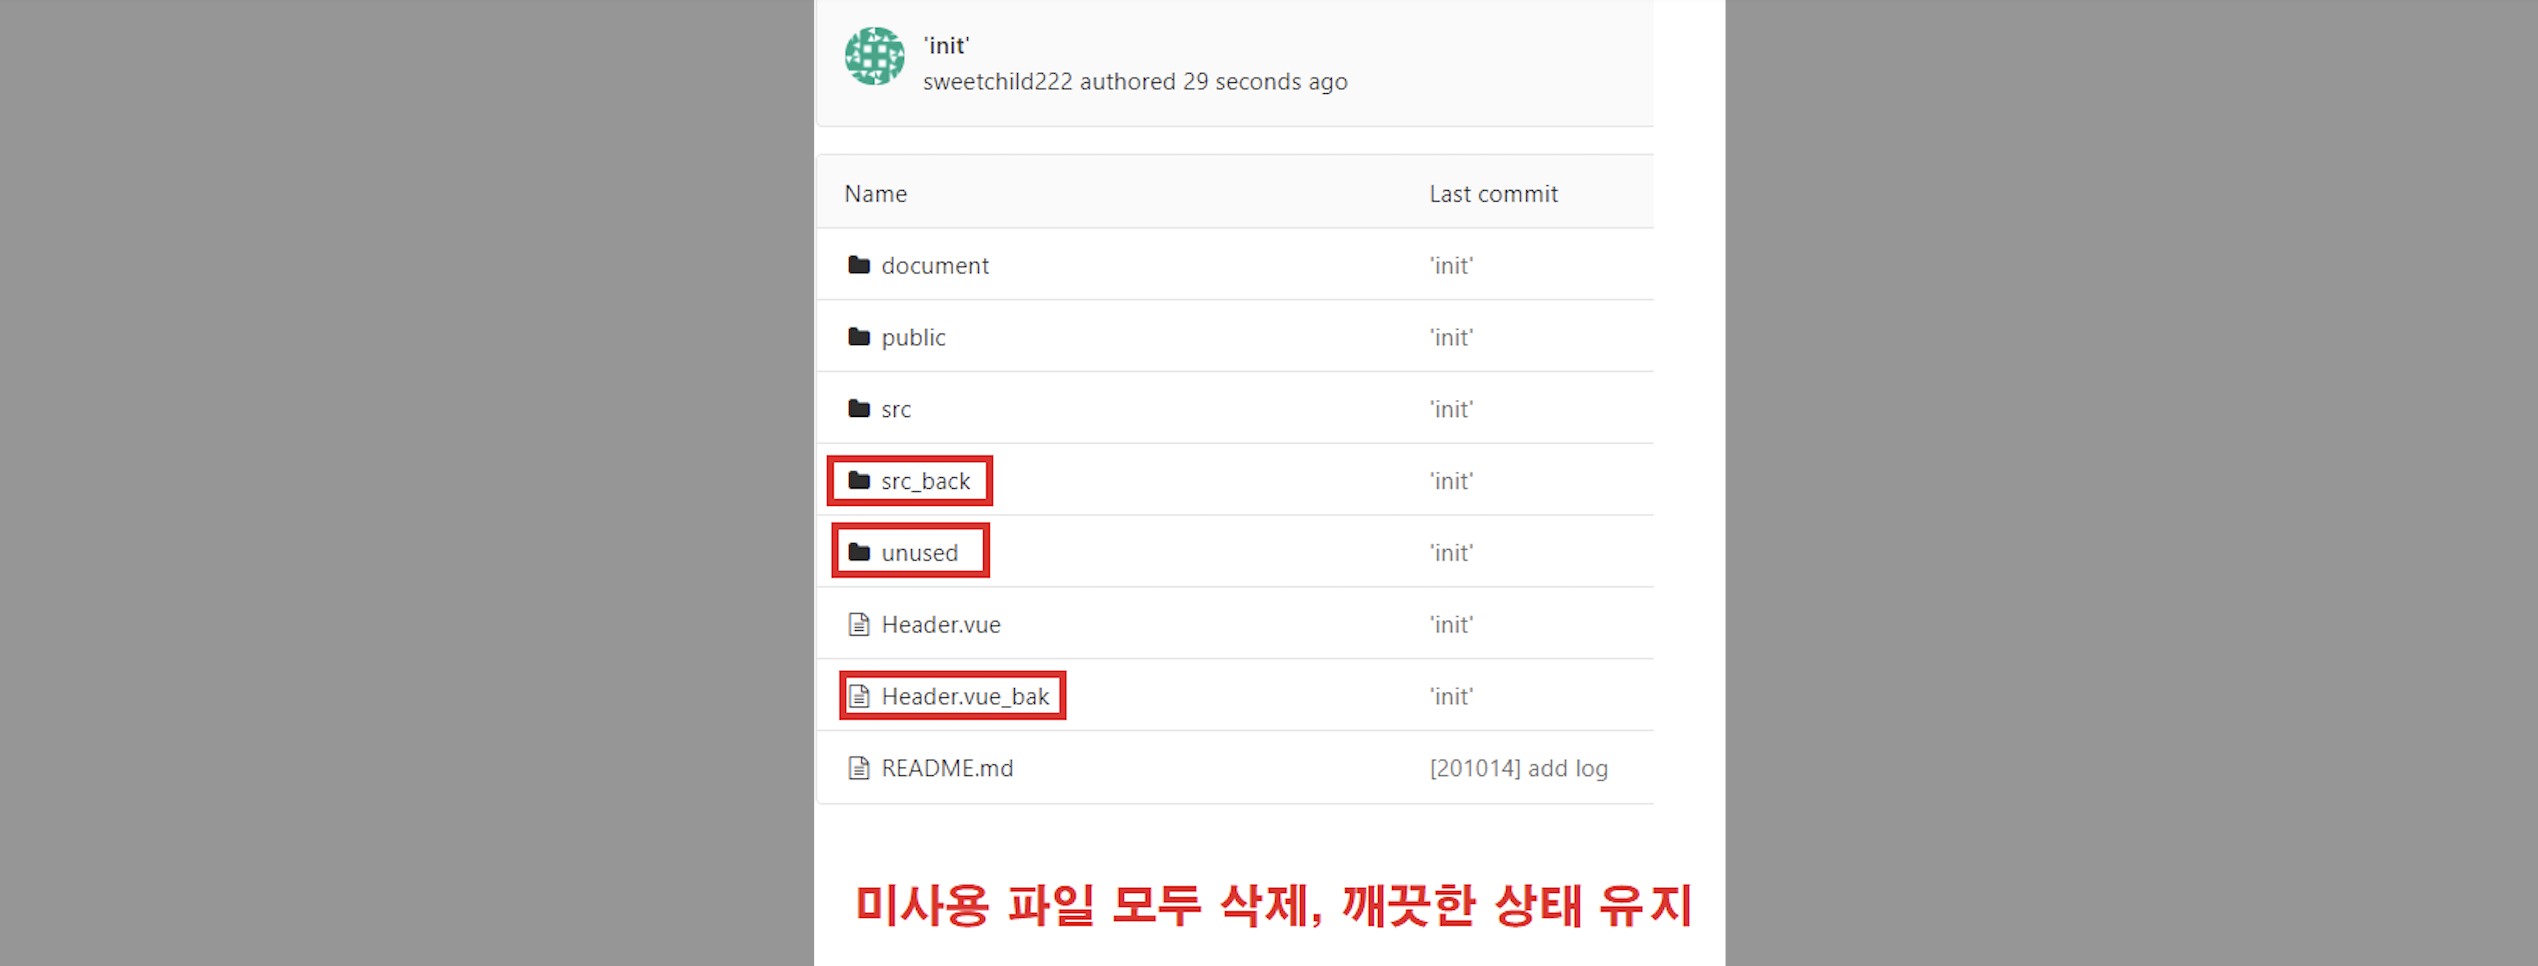 'init'
sweetchild222 authored 29 seconds ago
Name Last commit
document 'init'
public 'init'
src 'init'
src_back 'init'
unused 'init'
Header.vue 'init'
Header.vue_bak 'init'
README.md [201014] add log
미사용 파일 모두 삭제, 깨끗한 상태 유지